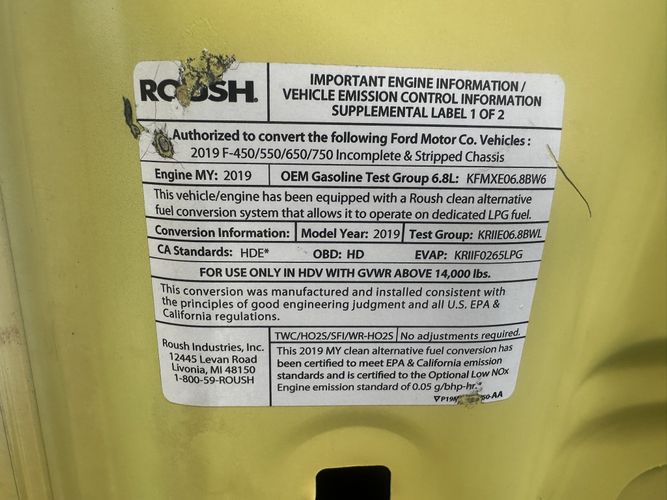 ROUSH.
IMPORTANT ENGINE INFORMATION /
VEHICLE EMISSION CONTROL INFORMATION
SUPPLEMENTAL LABEL 1 OF 2
Authorized to convert the following Ford Motor Co. Vehicles :
2019 F-450/550/650/750 Incomplete & Stripped Chassis
Engine MY: 2019 OEM Gasoline Test Group 6.8L: KFMXE06.8BW6
This vehicle/engine has been equipped with a Roush clean alternative
fuel conversion system that allows it to operate on dedicated LPG fuel.
Conversion Information: Model Year: 2019 Test Group: KRIIE06.8BWL
CA Standards: HDE* OBD: HD EVAP: KRIIF0265LPG
FOR USE ONLY IN HDV WITH GVWR ABOVE 14,000 lbs.
This conversion was manufactured and installed consistent with
the principles of good engineering judgment and all U.S. EPA &
California regulations.
Roush Industries, Inc.
12445 Levan Road
Livonia, MI 48150
1-800-59-ROUSH
TWC/HO2S/SFI/WR-HO2S No adjustments required.
This 2019 MY clean alternative fuel conversion has
been certified to meet EPA & California emission
standards and is certified to the Optional Low NOx
Engine emission standard of 0.05 g/bhp-hr.*